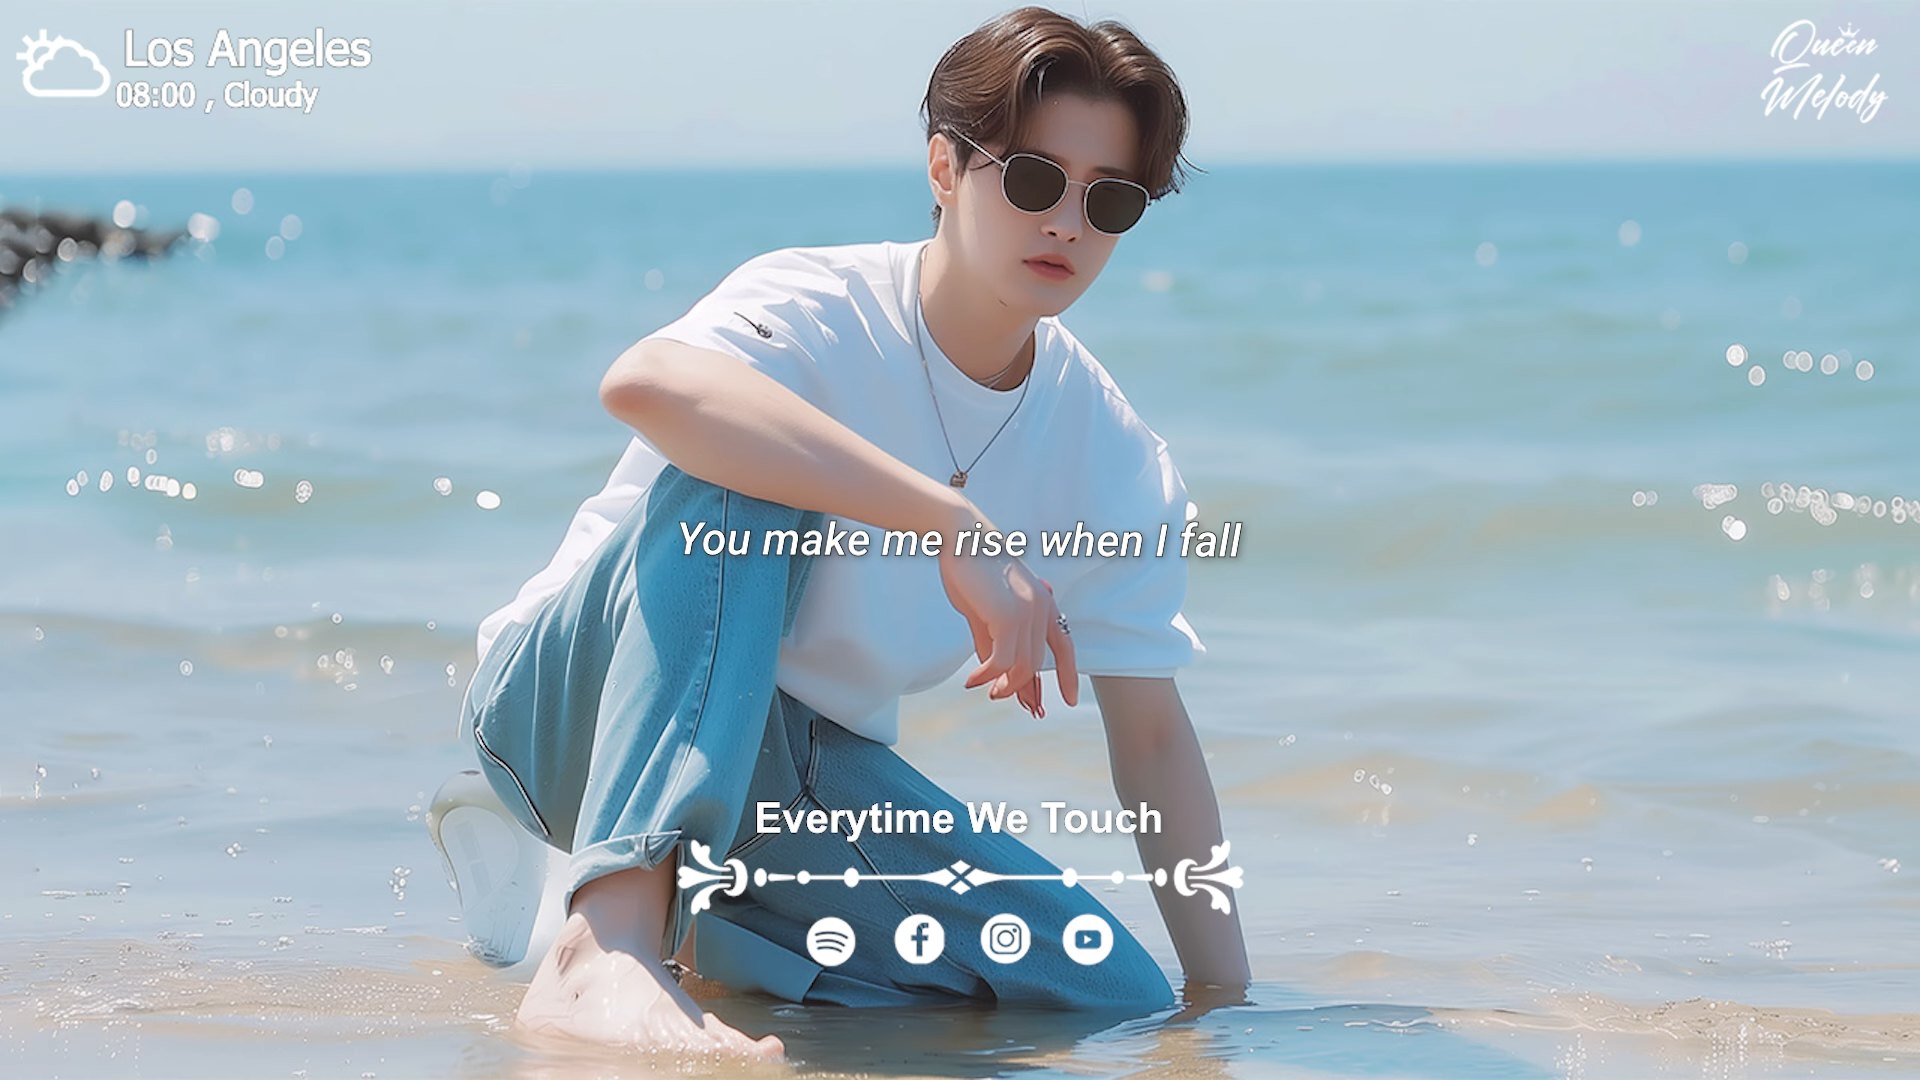 Los Angeles
08:00 , Cloudy
Queen
Melody
You make me rise when I fall
Everytime We Touch